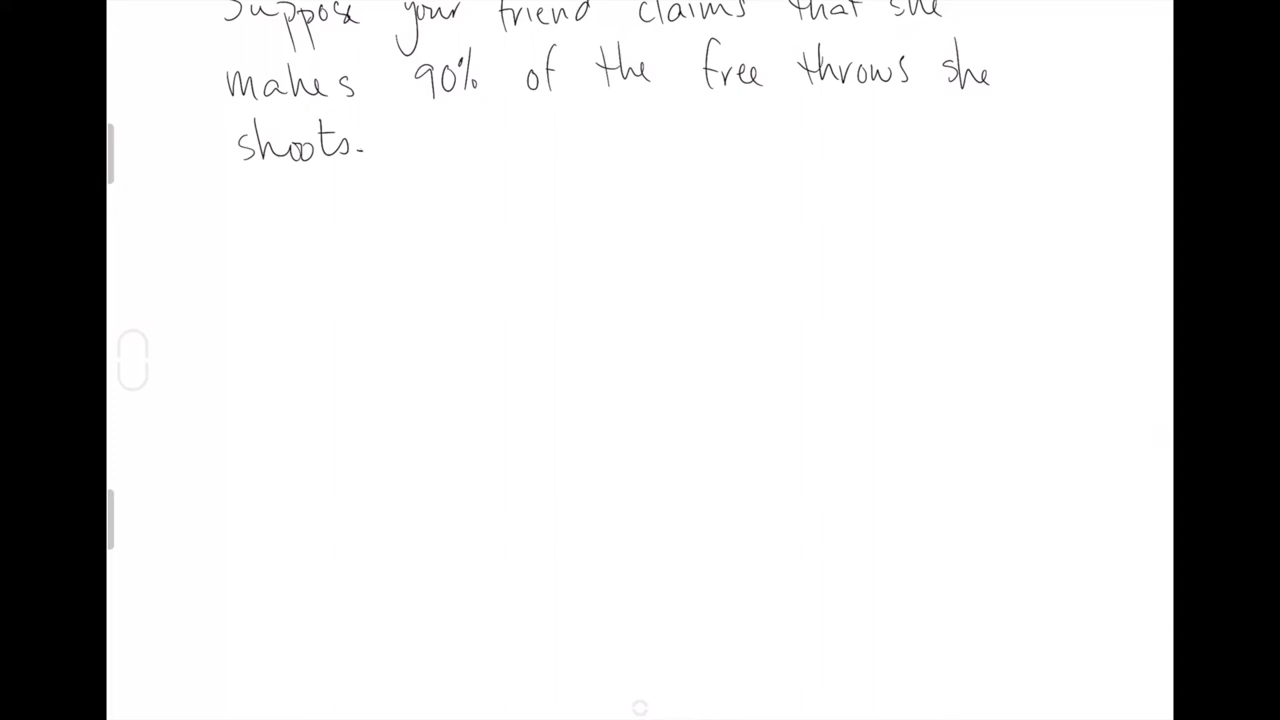 Suppose your friend claims that she
makes 90% of the free throws she
shoots.